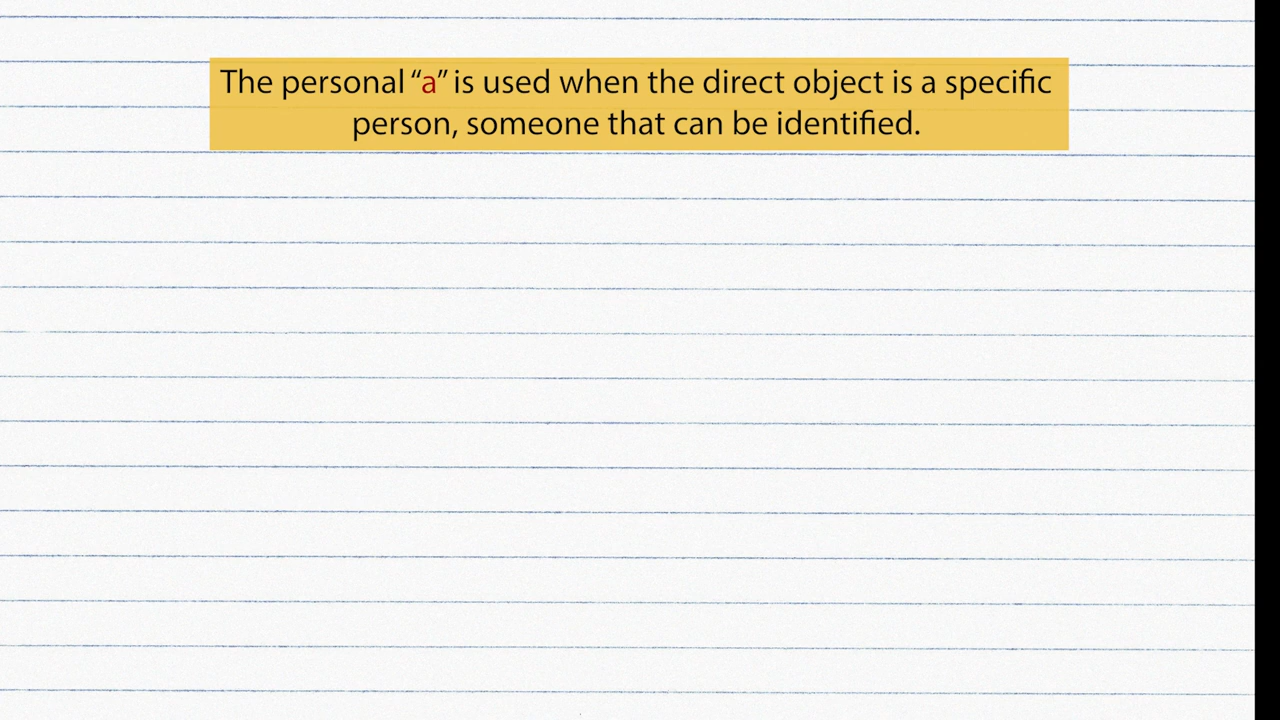 The personal “a” is used when the direct object is a specific
person, someone that can be identified.